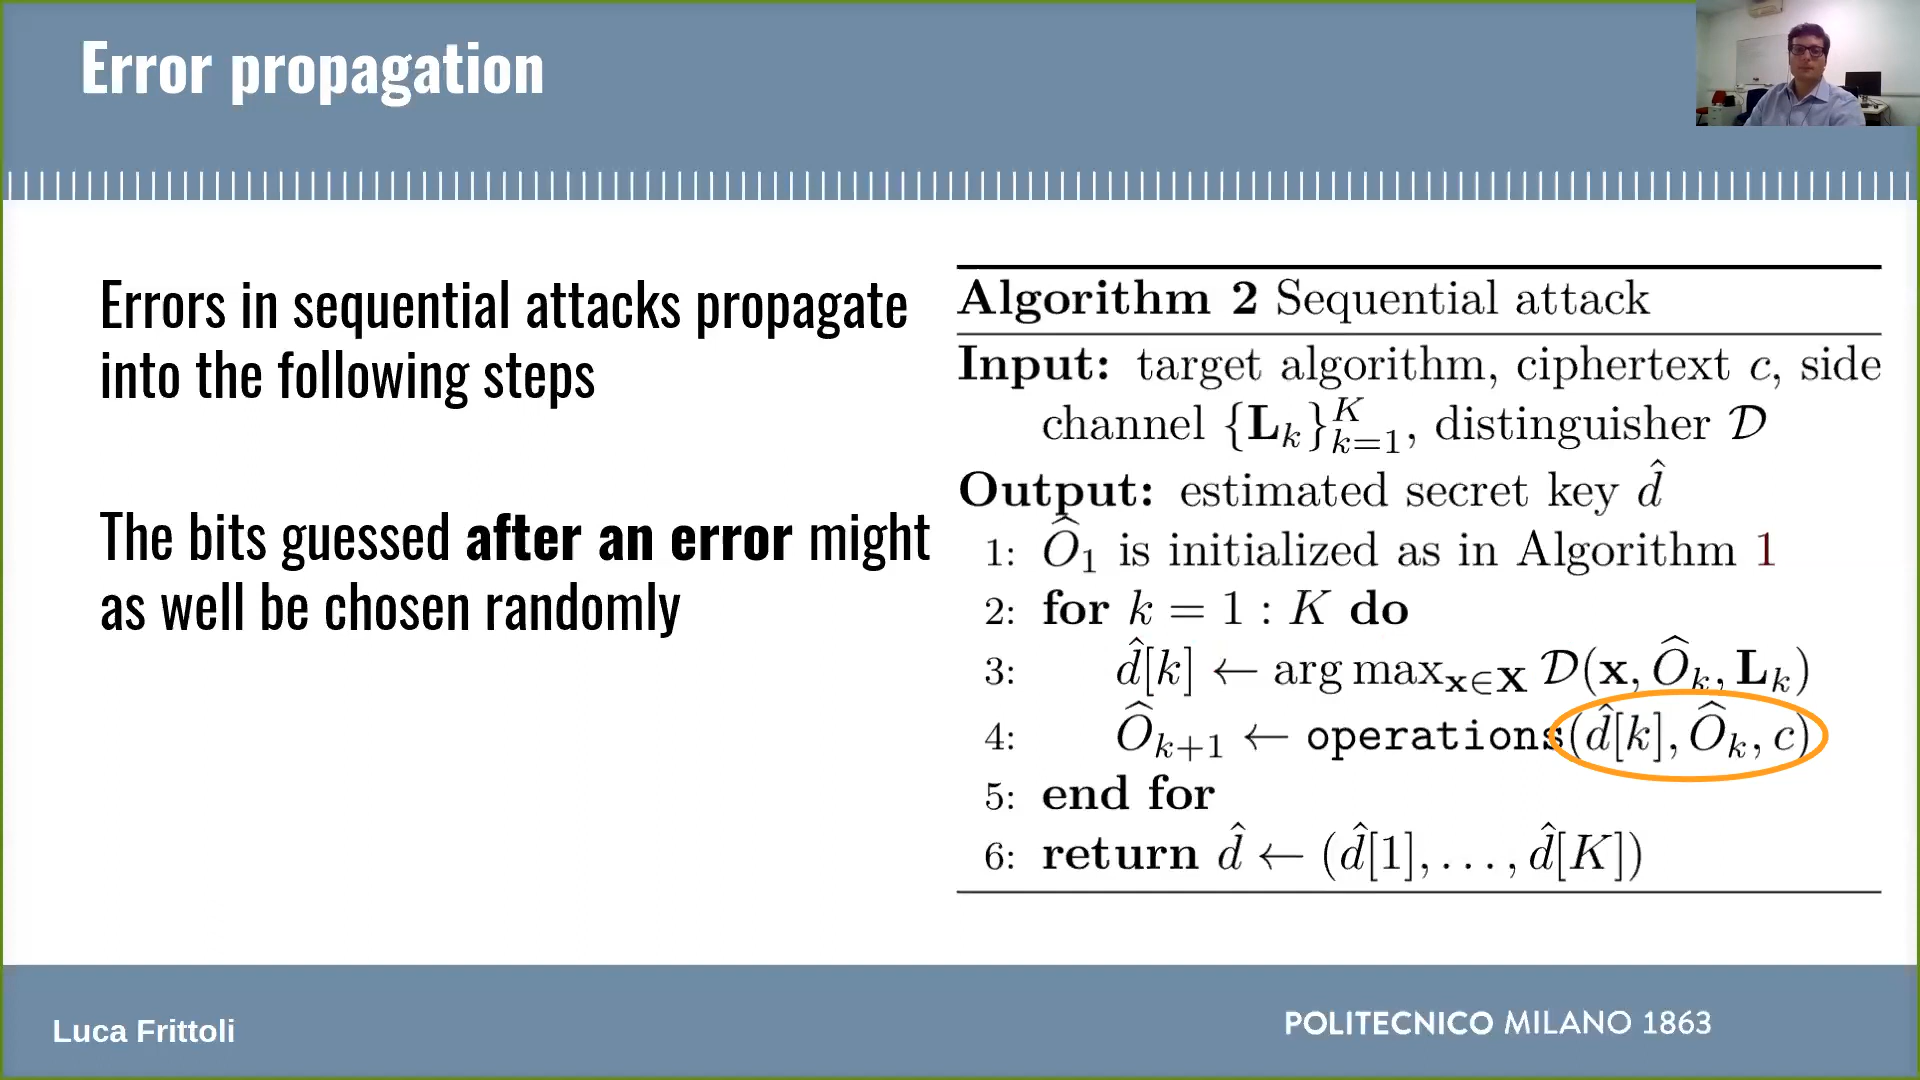 Error propagation
Errors in sequential attacks propagate
into the following steps
The bits guessed after an error might
as well be chosen randomly
Algorithm 2 Sequential attack
Input: target algorithm, ciphertext c, side
channel {L_k}_{k=1}^K, distinguisher 𝒟
Output: estimated secret key d̂
1: Ô_1 is initialized as in Algorithm 1
2: for k = 1 : K do
3: d̂[k] ← arg max_{x∈X} 𝒟(x, Ô_k, L_k)
4: Ô_{k+1} ← operations(d̂[k], Ô_k, c)
5: end for
6: return d̂ ← (d̂[1], . . . , d̂[K])
Luca Frittoli
POLITECNICO MILANO 1863